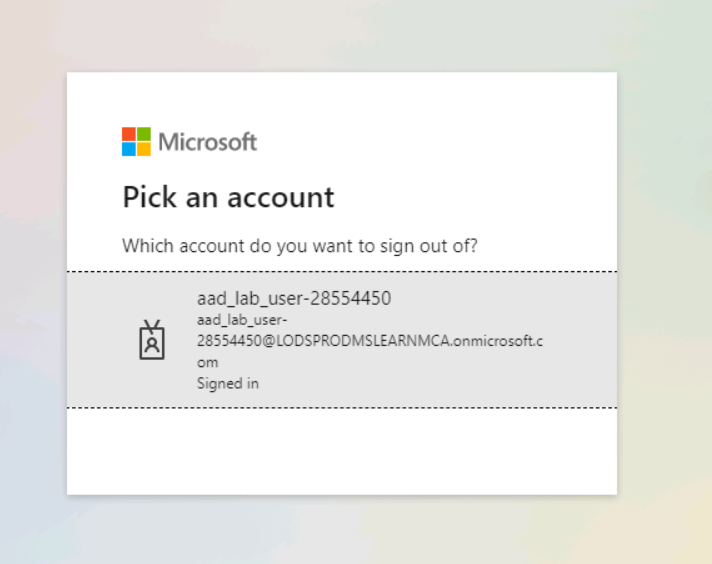 Microsoft
Pick an account
Which account do you want to sign out of?
aad_lab_user-28554450
aad_lab_user-
28554450@LODSPRODMSLEARNMCA.onmicrosoft.c
om
Signed in